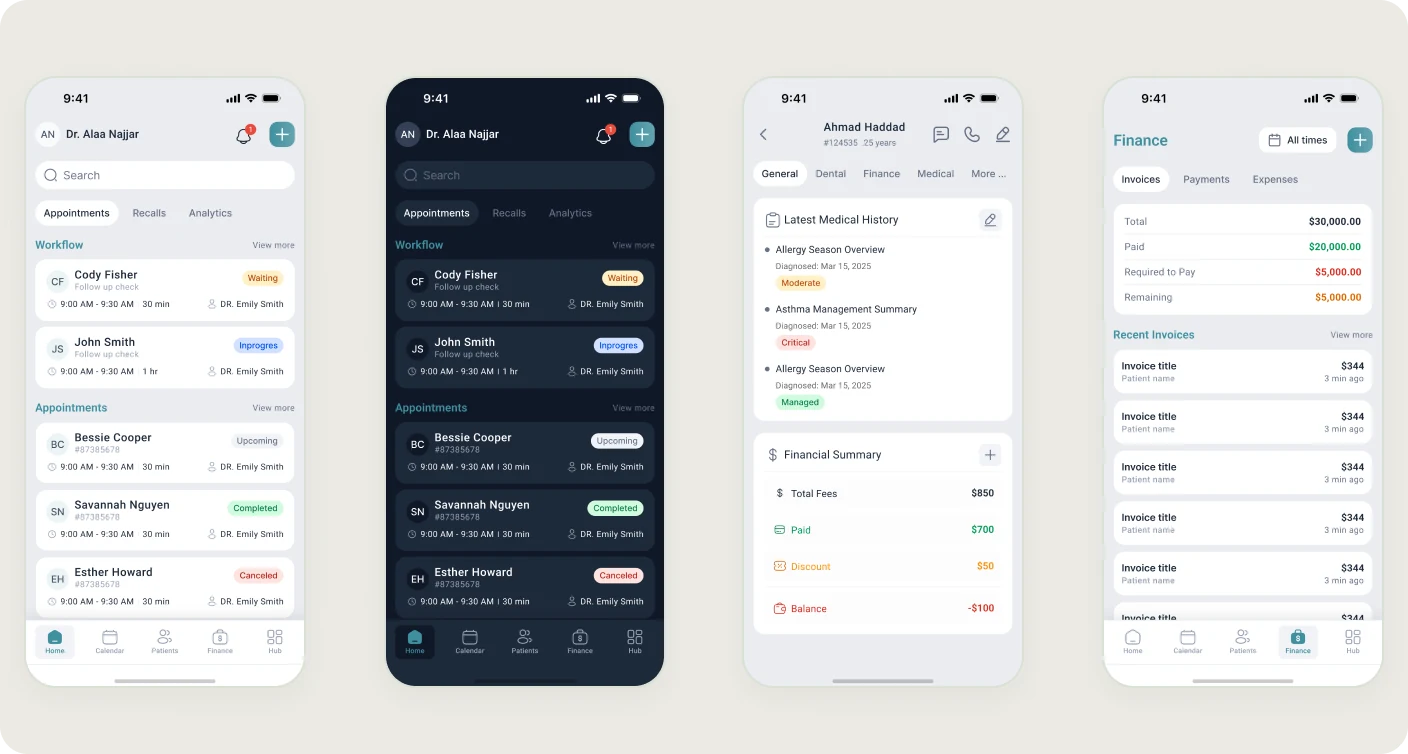 9:41
AN Dr. Alaa Najjar 1
Search
Appointments Recalls Analytics
Workflow View more
CF Cody Fisher Waiting
Follow up check
9:00 AM - 9:30 AM 30 min DR. Emily Smith
JS John Smith Inprogres
Follow up check
9:00 AM - 9:30 AM 1 hr DR. Emily Smith
Appointments View more
BC Bessie Cooper Upcoming
#87385678
9:00 AM - 9:30 AM 30 min DR. Emily Smith
SN Savannah Nguyen Completed
#87385678
9:00 AM - 9:30 AM 30 min DR. Emily Smith
EH Esther Howard Canceled
#87385678
9:00 AM - 9:30 AM 30 min DR. Emily Smith
Home Calendar Patients Finance Hub
9:41
AN Dr. Alaa Najjar 1
Search
Appointments Recalls Analytics
Workflow View more
CF Cody Fisher Waiting
Follow up check
9:00 AM - 9:30 AM I 30 min DR. Emily Smith
JS John Smith Inprogres
Follow up check
9:00 AM - 9:30 AM I 1 hr DR. Emily Smith
Appointments View more
BC Bessie Cooper Upcoming
#87385678
9:00 AM - 9:30 AM I 30 min DR. Emily Smith
SN Savannah Nguyen Completed
#87385678
9:00 AM - 9:30 AM I 30 min DR. Emily Smith
EH Esther Howard Canceled
#87385678
9:00 AM - 9:30 AM I 30 min DR. Emily Smith
Home Calendar Patients Finance Hub
9:41
Ahmad Haddad
#124535 .25 years
General Dental Finance Medical More ...
Latest Medical History
Allergy Season Overview
Diagnosed: Mar 15, 2025
Moderate
Asthma Management Summary
Diagnosed: Mar 15, 2025
Critical
Allergy Season Overview
Diagnosed: Mar 15, 2025
Managed
$ Financial Summary
$ Total Fees $850
Paid $700
Discount $50
Balance -$100
9:41
Finance All times
Invoices Payments Expenses
Total $30,000.00
Paid $20,000.00
Required to Pay $5,000.00
Remaining $5,000.00
Recent Invoices View more
Invoice title $344
Patient name 3 min ago
Invoice title $344
Patient name 3 min ago
Invoice title $344
Patient name 3 min ago
Invoice title $344
Patient name 3 min ago
Invoice title $344
Patient name 3 min ago
Invoice title $344
Home Calendar Patients Finance Hub